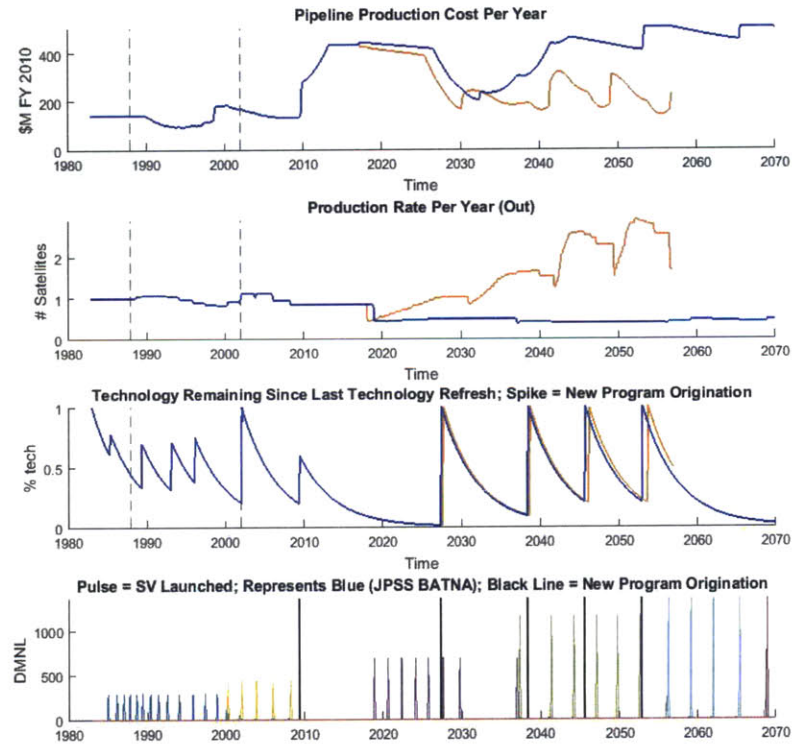 Pipeline Production Cost Per Year
$M FY 2010
400
200
0
1980 1990 2000 2010 2020 2030 2040 2050 2060 2070
Time
Production Rate Per Year (Out)
# Satellites
2
1
0
1980 1990 2000 2010 2020 2030 2040 2050 2060 2070
Time
Technology Remaining Since Last Technology Refresh; Spike = New Program Origination
% tech
1
0.5
0
1980 1990 2000 2010 2020 2030 2040 2050 2060 2070
Time
Pulse = SV Launched; Represents Blue (JPSS BATNA); Black Line = New Program Origination
DMNL
1000
500
0
1980 1990 2000 2010 2020 2030 2040 2050 2060 2070